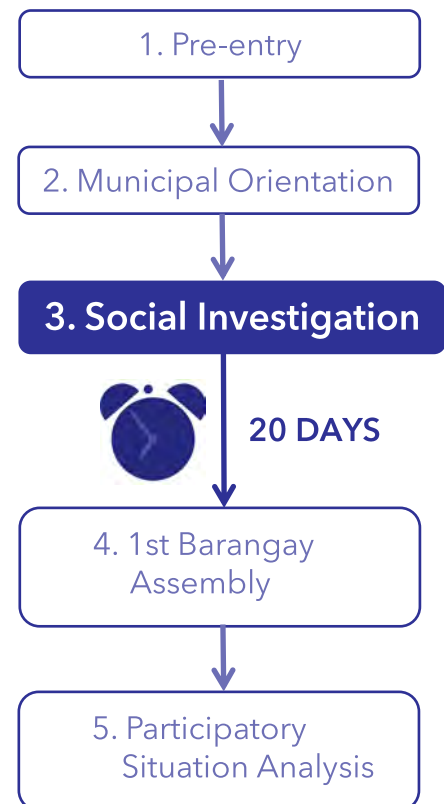 1. Pre-entry
2. Municipal Orientation
3. Social Investigation
20 DAYS
4. 1st Barangay
Assembly
5. Participatory
Situation Analysis